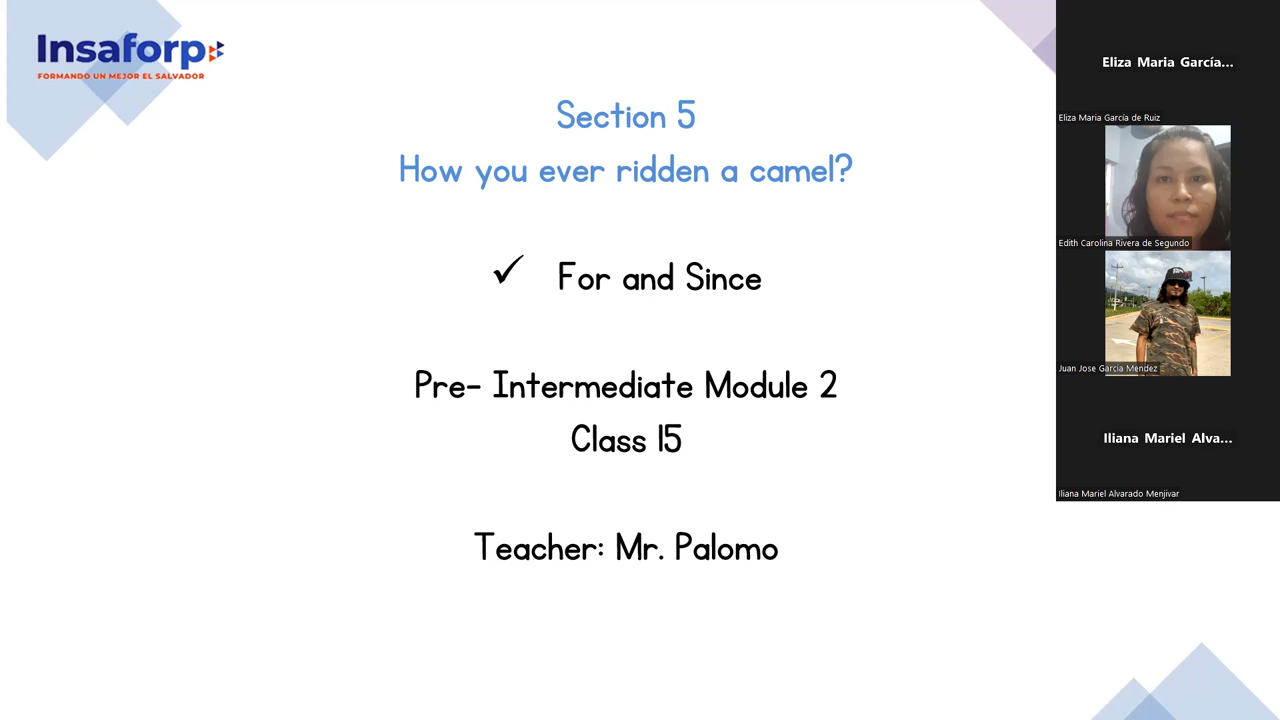 Insaforp
FORMANDO UN MEJOR EL SALVADOR
Section 5
How you ever ridden a camel?
✓ For and Since
Pre- Intermediate Module 2
Class 15
Teacher: Mr. Palomo
Eliza Maria García...
Eliza Maria García de Ruiz
Edith Carolina Rivera de Segundo
Juan Jose Garcia Mendez
Iliana Mariel Alva...
Iliana Mariel Alvarado Menjivar